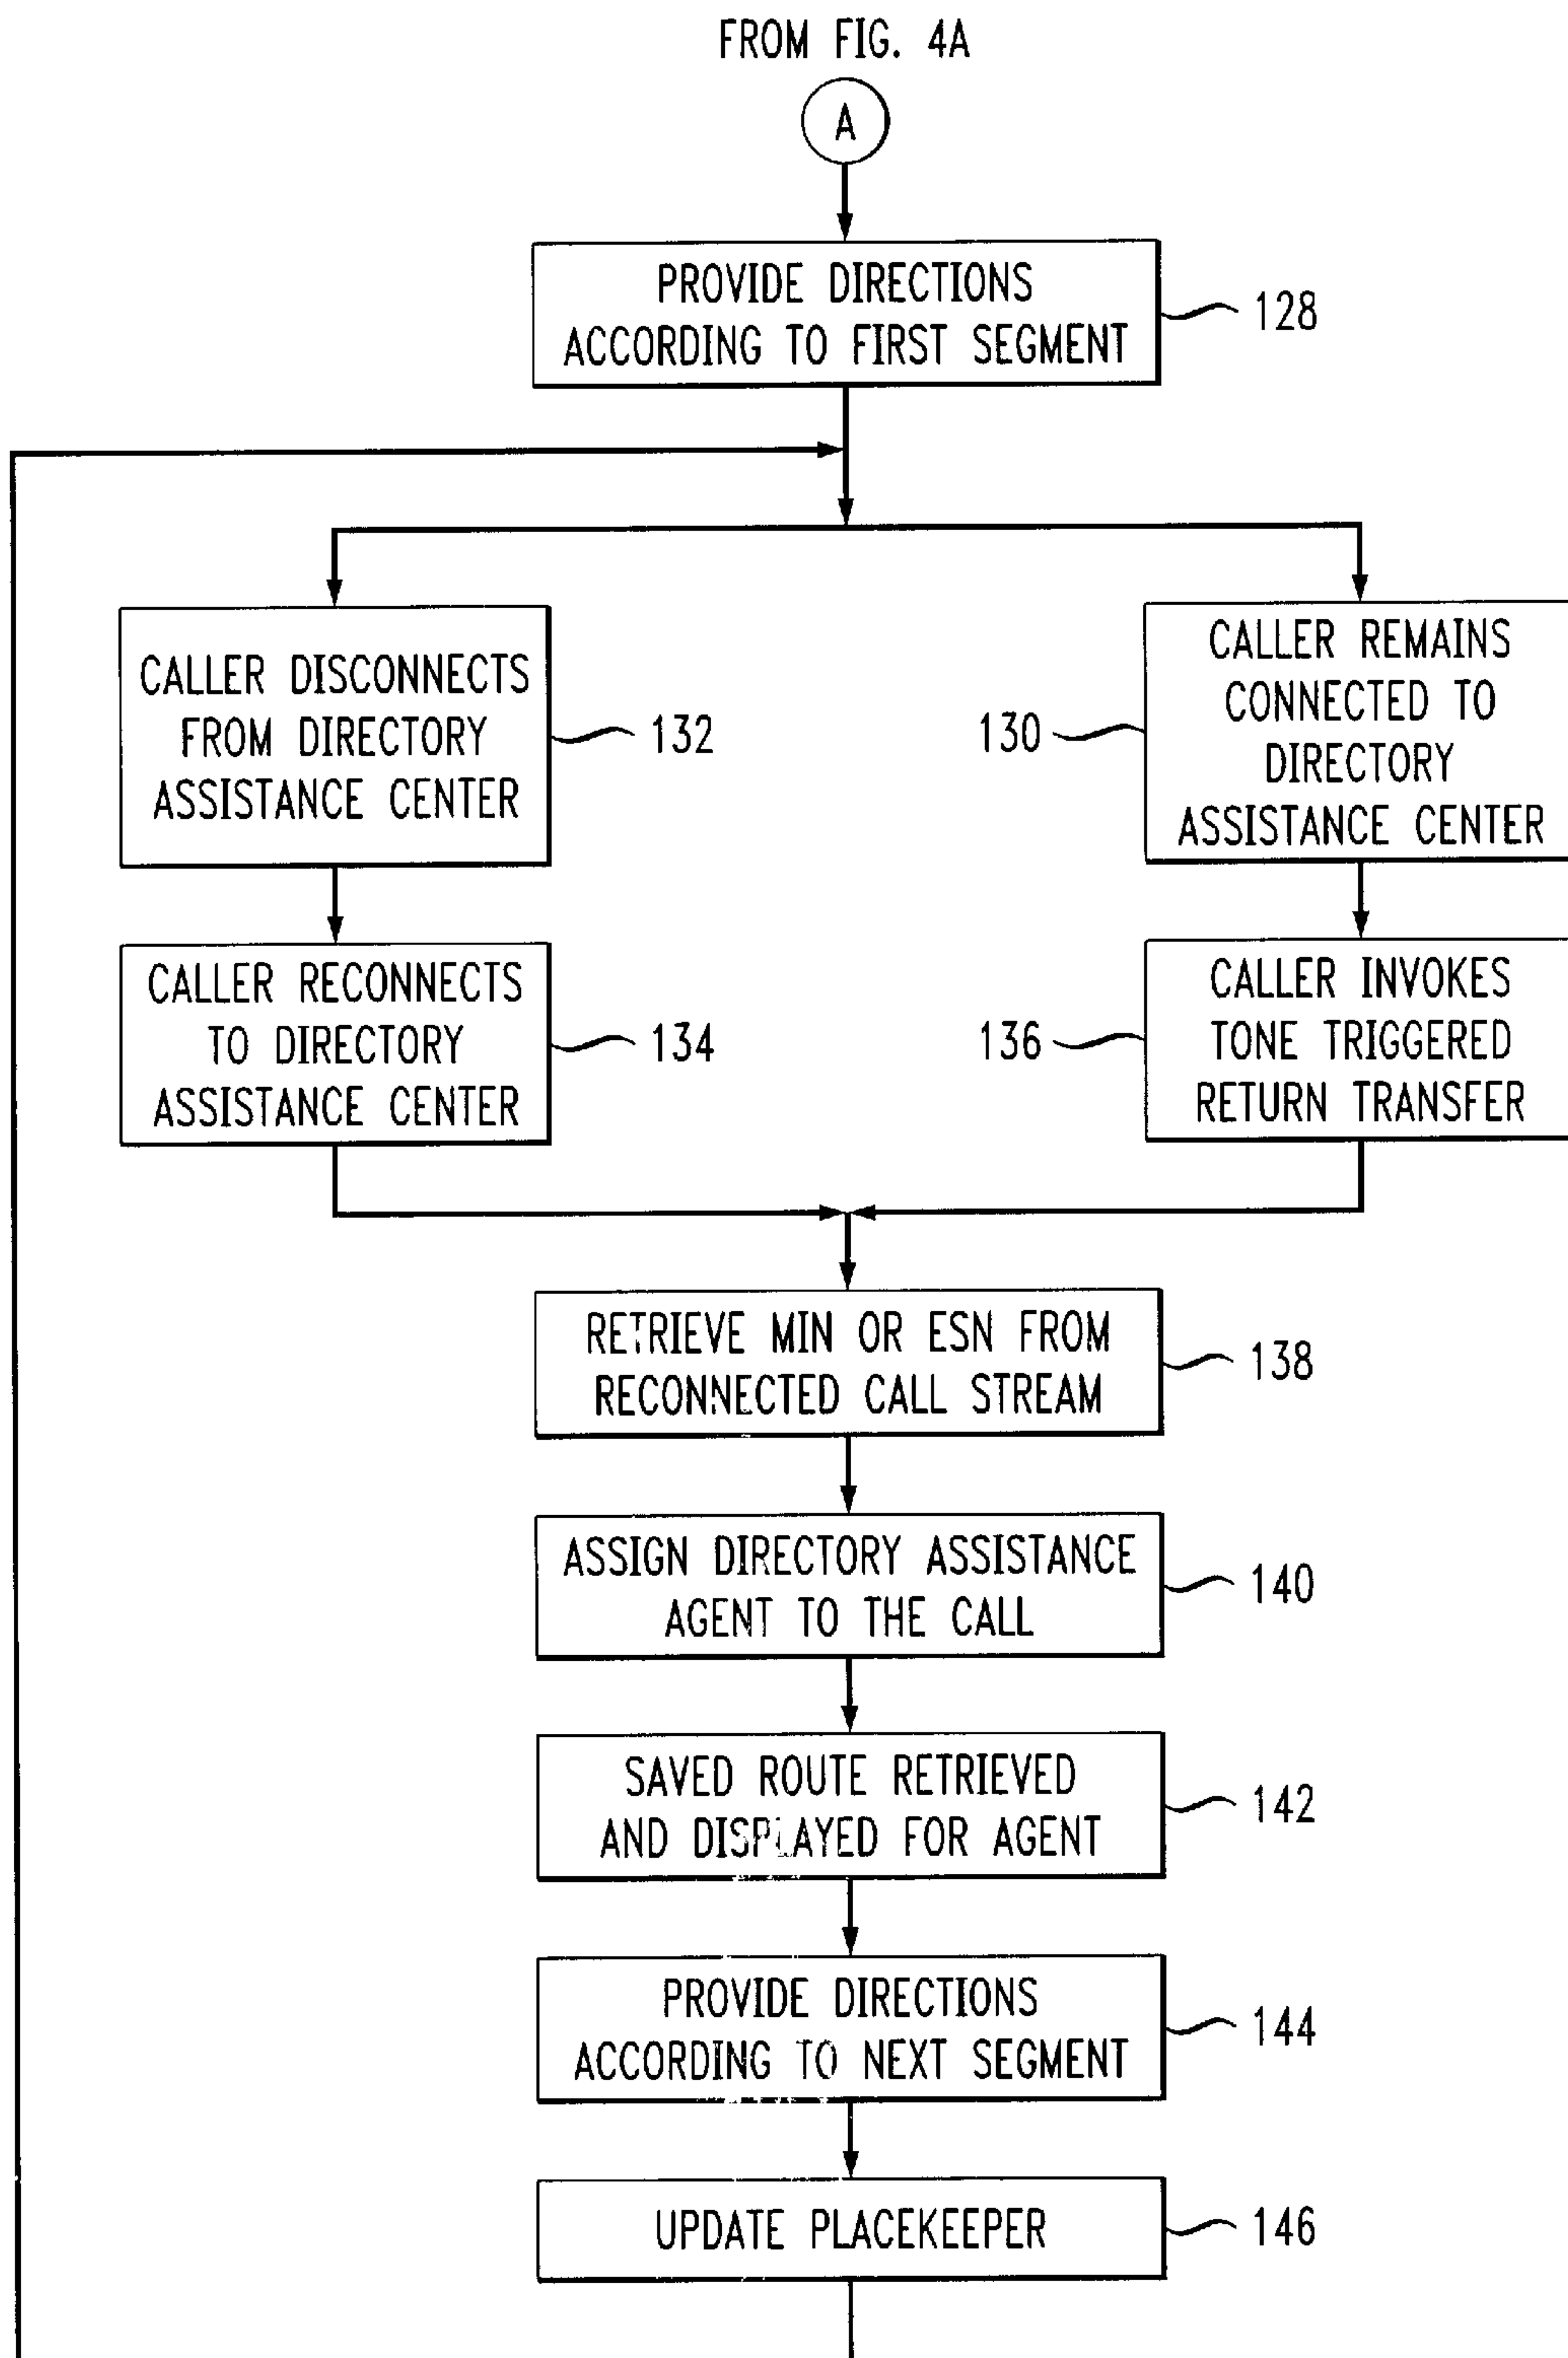 FROM FIG. 4A
A
PROVIDE DIRECTIONS
ACCORDING TO FIRST SEGMENT
128
CALLER DISCONNECTS
FROM DIRECTORY
ASSISTANCE CENTER
132
CALLER REMAINS
CONNECTED TO
DIRECTORY
ASSISTANCE CENTER
130
CALLER RECONNECTS
TO DIRECTORY
ASSISTANCE CENTER
134
CALLER INVOKES
TONE TRIGGERED
RETURN TRANSFER
136
RETRIEVE MIN OR ESN FROM
RECONNECTED CALL STREAM
138
ASSIGN DIRECTORY ASSISTANCE
AGENT TO THE CALL
140
SAVED ROUTE RETRIEVED
AND DISPLAYED FOR AGENT
142
PROVIDE DIRECTIONS
ACCORDING TO NEXT SEGMENT
144
UPDATE PLACEKEEPER
146